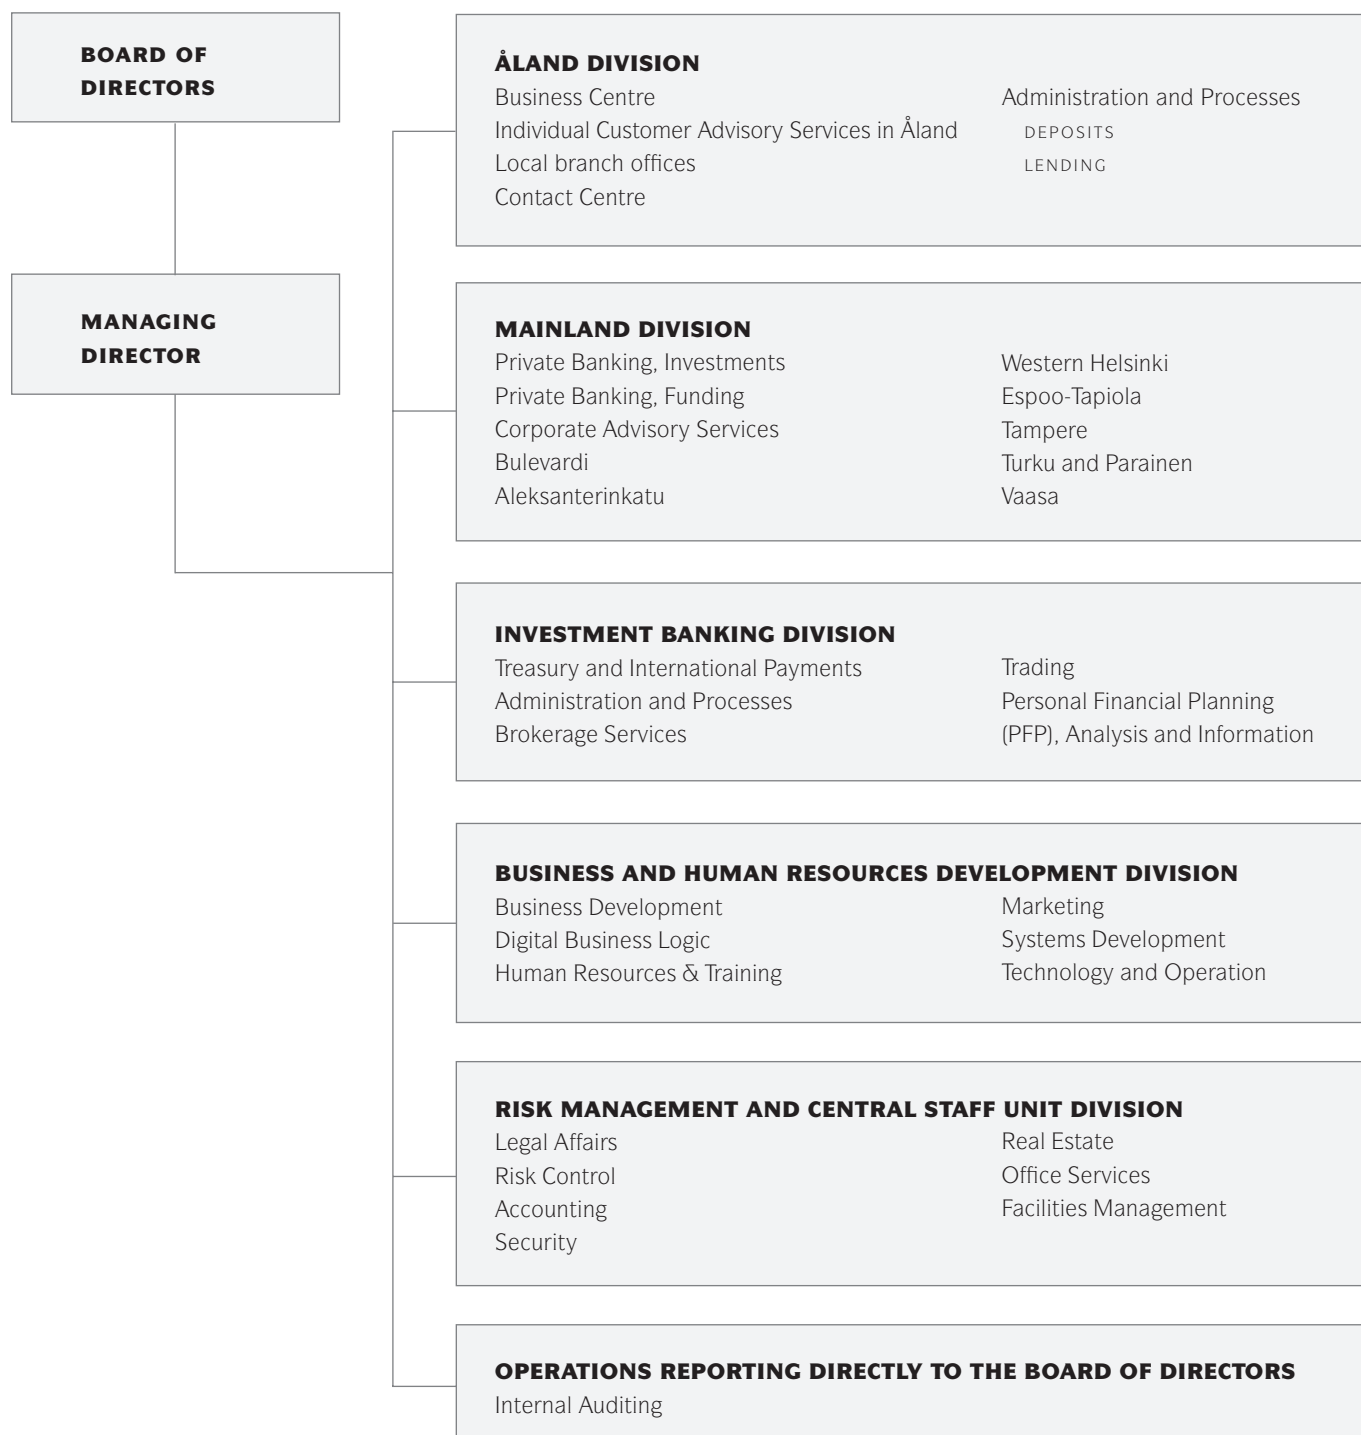 BOARD OF
DIRECTORS
MANAGING
DIRECTOR
ÅLAND DIVISION
Business Centre
Individual Customer Advisory Services in Åland
Local branch offices
Contact Centre
Administration and Processes
DEPOSITS
LENDING
MAINLAND DIVISION
Private Banking, Investments
Private Banking, Funding
Corporate Advisory Services
Bulevardi
Aleksanterinkatu
Western Helsinki
Espoo-Tapiola
Tampere
Turku and Parainen
Vaasa
INVESTMENT BANKING DIVISION
Treasury and International Payments
Administration and Processes
Brokerage Services
Trading
Personal Financial Planning
(PFP), Analysis and Information
BUSINESS AND HUMAN RESOURCES DEVELOPMENT DIVISION
Business Development
Digital Business Logic
Human Resources & Training
Marketing
Systems Development
Technology and Operation
RISK MANAGEMENT AND CENTRAL STAFF UNIT DIVISION
Legal Affairs
Risk Control
Accounting
Security
Real Estate
Office Services
Facilities Management
OPERATIONS REPORTING DIRECTLY TO THE BOARD OF DIRECTORS
Internal Auditing